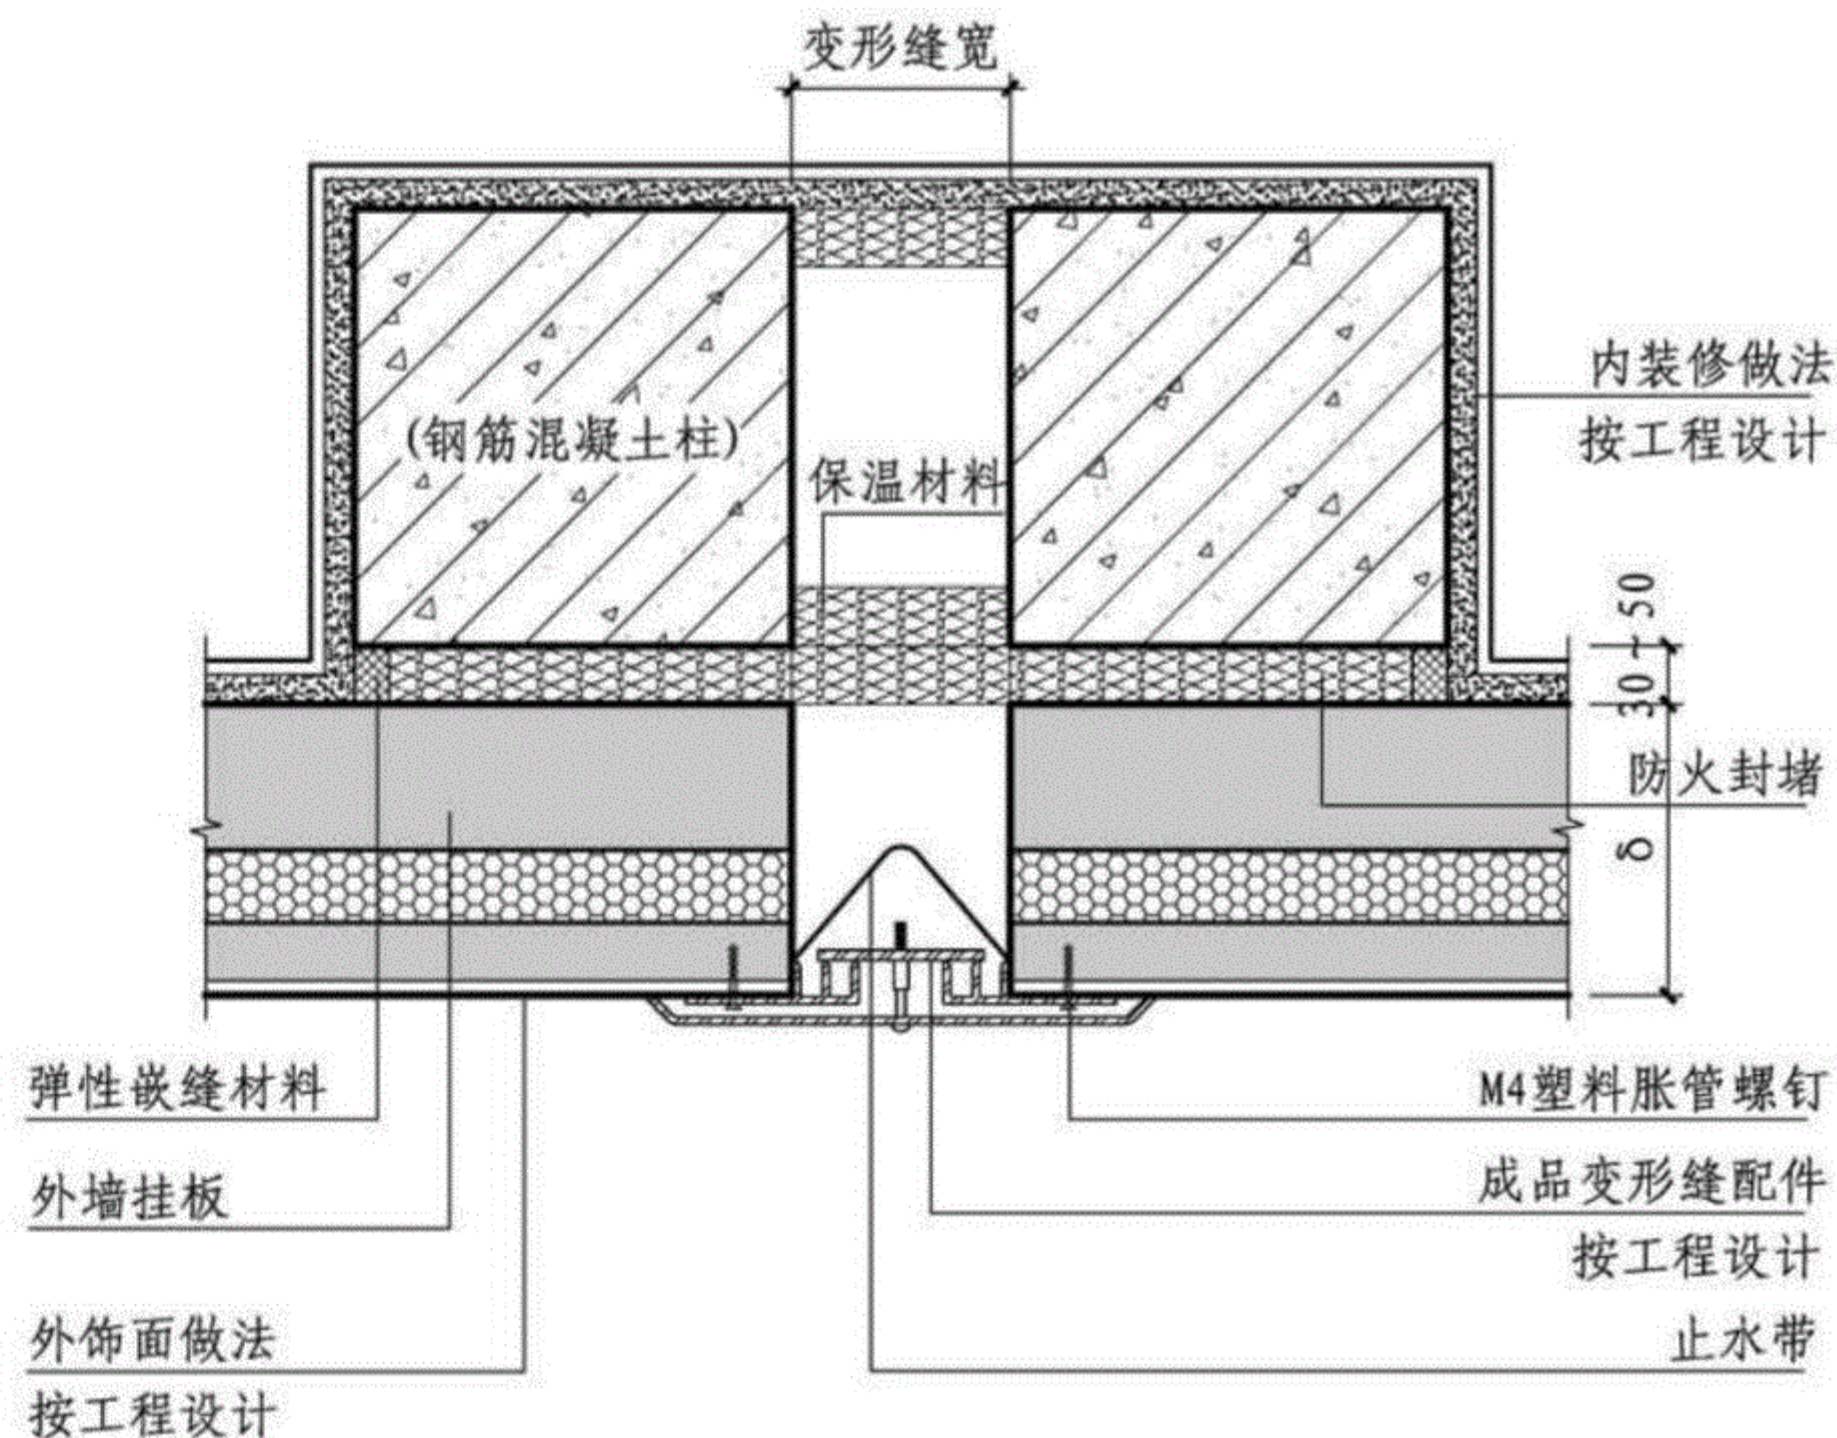 变形缝宽
内装修做法
按工程设计
(钢筋混凝土柱)
保温材料
30~50
防火封堵
δ
弹性嵌缝材料
M4塑料胀管螺钉
外墙挂板
成品变形缝配件
按工程设计
外饰面做法
止水带
按工程设计